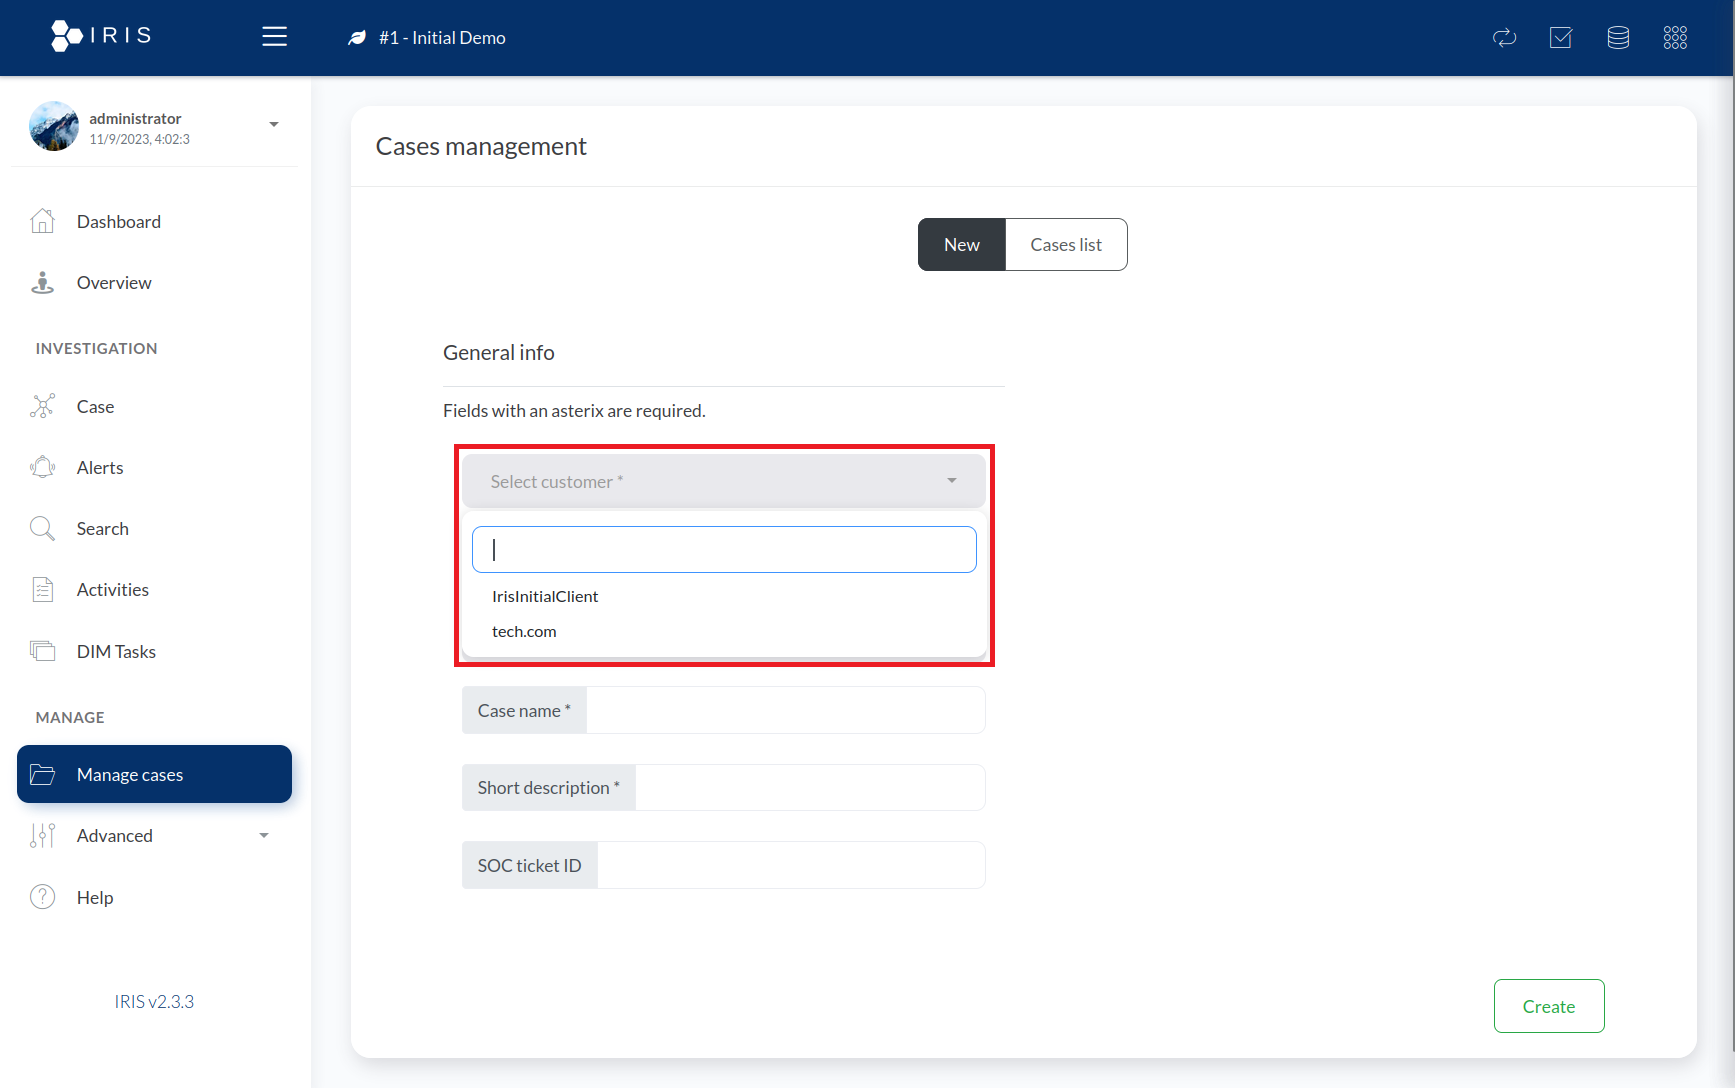 IRIS
#1 - Initial Demo
administrator
11/9/2023, 4:02:3
Dashboard
Overview
INVESTIGATION
Case
Alerts
Search
Activities
DIM Tasks
MANAGE
Manage cases
Advanced
Help
IRIS v2.3.3
Cases management
New
Cases list
General info
Fields with an asterix are required.
Select customer *
IrisInitialClient
tech.com
Case name *
Short description *
SOC ticket ID
Create